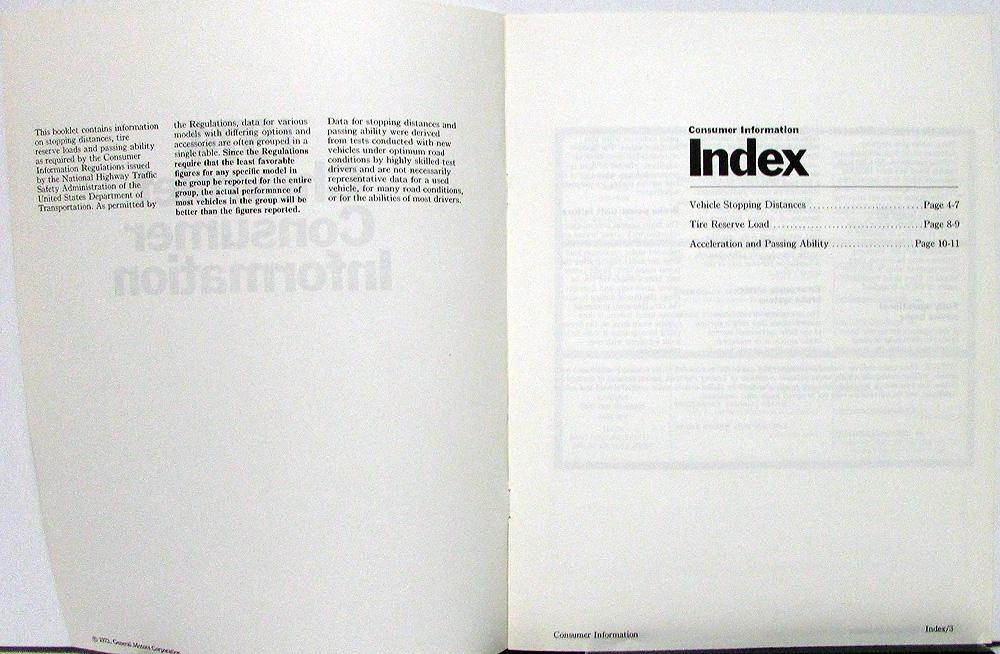 This booklet contains information
on stopping distances, tire
reserve loads and passing ability
as required by the Consumer
Information Regulations issued
by the National Highway Traffic
Safety Administration of the
United States Department of
Transportation. As permitted by
the Regulations, data for various
models with differing options and
accessories are often grouped in a
single table. Since the Regulations
require that the least favorable
figures for any specific model in
the group be reported for the entire
group, the actual performance of
most vehicles in the group will be
better than the figures reported.
Data for stopping distances and
passing ability were derived
from tests conducted with new
vehicles under optimum road
conditions by highly skilled test
drivers and are not necessarily
representative data for a used
vehicle, for many road conditions,
or for the abilities of most drivers.
Consumer
Information
© General Motors Corporation
Consumer Information
Index
Vehicle Stopping Distances ........................ Page 4-7
Tire Reserve Load ................................ Page 8-9
Acceleration and Passing Ability ................. Page 10-11
Consumer Information
Index/3